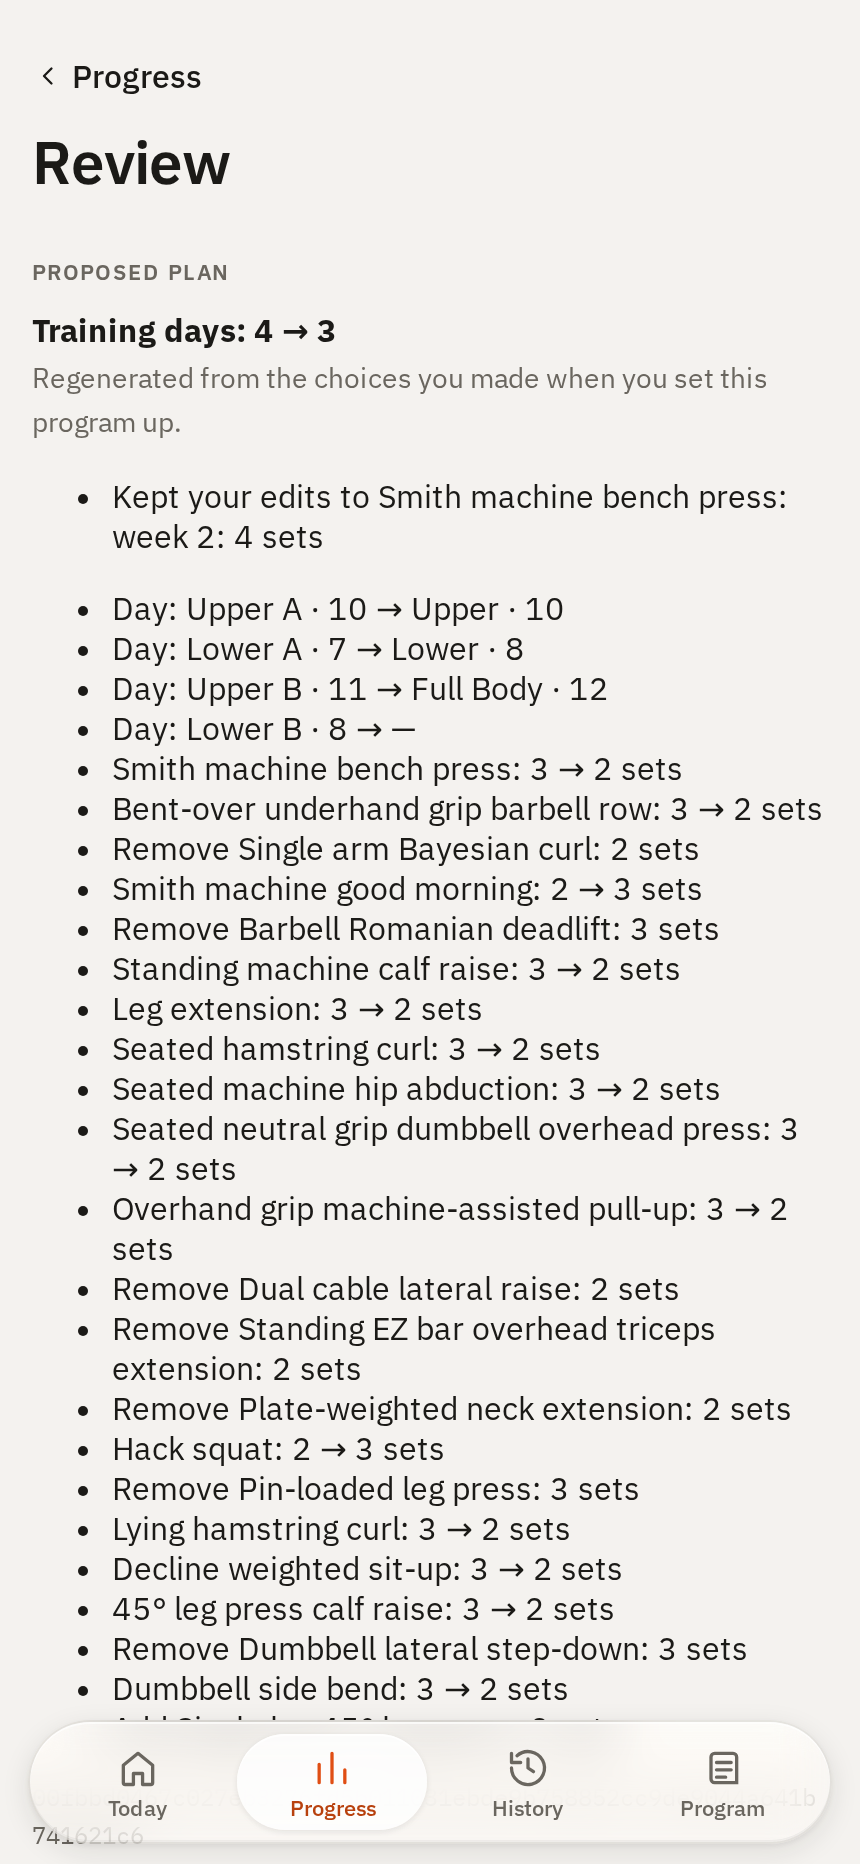 Progress
Review
PROPOSED PLAN
Training days: 4 → 3
Regenerated from the choices you made when you set this
program up.
• Kept your edits to Smith machine bench press:
week 2: 4 sets
• Day: Upper A · 10 → Upper · 10
• Day: Lower A · 7 → Lower · 8
• Day: Upper B · 11 → Full Body · 12
• Day: Lower B · 8 → —
• Smith machine bench press: 3 → 2 sets
• Bent-over underhand grip barbell row: 3 → 2 sets
• Remove Single arm Bayesian curl: 2 sets
• Smith machine good morning: 2 → 3 sets
• Remove Barbell Romanian deadlift: 3 sets
• Standing machine calf raise: 3 → 2 sets
• Leg extension: 3 → 2 sets
• Seated hamstring curl: 3 → 2 sets
• Seated machine hip abduction: 3 → 2 sets
• Seated neutral grip dumbbell overhead press: 3
→ 2 sets
• Overhand grip machine-assisted pull-up: 3 → 2
sets
• Remove Dual cable lateral raise: 2 sets
• Remove Standing EZ bar overhead triceps
extension: 2 sets
• Remove Plate-weighted neck extension: 2 sets
• Hack squat: 2 → 3 sets
• Remove Pin-loaded leg press: 3 sets
• Lying hamstring curl: 3 → 2 sets
• Decline weighted sit-up: 3 → 2 sets
• 45° leg press calf raise: 3 → 2 sets
• Remove Dumbbell lateral step-down: 3 sets
• Dumbbell side bend: 3 → 2 sets
Today
Progress
History
Program
741621c6